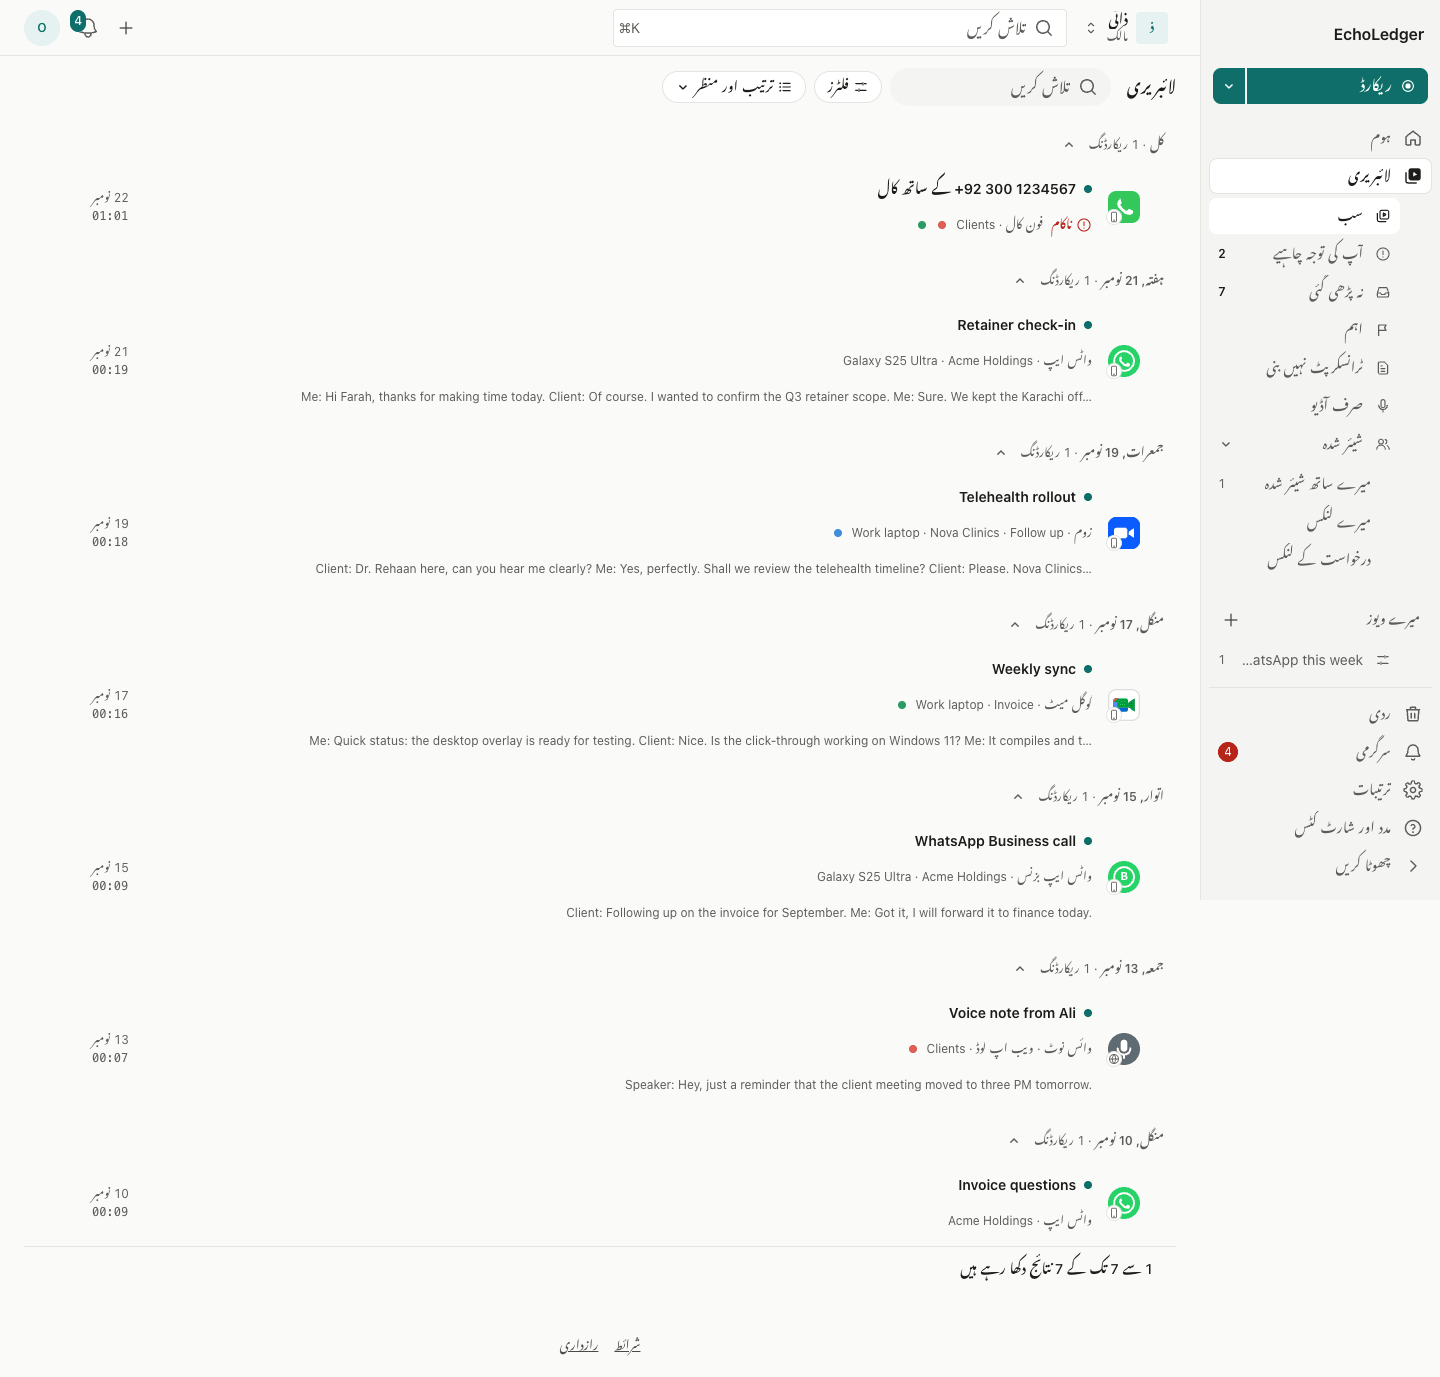 EchoLedger
ریکارڈ
ہوم
لائبریری
سب
آپ کی توجہ چاہیے 2
نہ پڑھی گئی 7
اہم
ٹرانسکرپٹ نہیں بنی
صرف آڈیو
شیئر شدہ
میرے ساتھ شیئر شدہ 1
میرے لنکس
درخواست کے لنکس
میرے ویوز
...atsApp this week 1
ردی
سرگرمی 4
ترتیبات
مدد اور شارٹ کٹس
چھوٹا کریں
ذ
ذاتی
مالک
تلاش کریں ⌘K
4
O
لائبریری
تلاش کریں
فلٹرز
ترتیب اور منظر
کل · 1 ریکارڈنگ
+92 300 1234567 کے ساتھ کال
ناکام فون کال · Clients
22 نومبر
01:01
ہفتہ, 21 نومبر · 1 ریکارڈنگ
Retainer check-in
واٹس ایپ · Galaxy S25 Ultra · Acme Holdings
Me: Hi Farah, thanks for making time today. Client: Of course. I wanted to confirm the Q3 retainer scope. Me: Sure. We kept the Karachi off...
21 نومبر
00:19
جمعرات, 19 نومبر · 1 ریکارڈنگ
Telehealth rollout
زوم · Work laptop · Nova Clinics · Follow up
Client: Dr. Rehaan here, can you hear me clearly? Me: Yes, perfectly. Shall we review the telehealth timeline? Client: Please. Nova Clinics...
19 نومبر
00:18
منگل, 17 نومبر · 1 ریکارڈنگ
Weekly sync
گوگل میٹ · Work laptop · Invoice
Me: Quick status: the desktop overlay is ready for testing. Client: Nice. Is the click-through working on Windows 11? Me: It compiles and t...
17 نومبر
00:16
اتوار, 15 نومبر · 1 ریکارڈنگ
WhatsApp Business call
واٹس ایپ بزنس · Galaxy S25 Ultra · Acme Holdings
Client: Following up on the invoice for September. Me: Got it, I will forward it to finance today.
15 نومبر
00:09
جمعہ, 13 نومبر · 1 ریکارڈنگ
Voice note from Ali
وائس نوٹ · ویب اپ لوڈ · Clients
Speaker: Hey, just a reminder that the client meeting moved to three PM tomorrow.
13 نومبر
00:07
منگل, 10 نومبر · 1 ریکارڈنگ
Invoice questions
واٹس ایپ · Acme Holdings
10 نومبر
00:09
1 سے 7 تک کے 7 نتائج دکھا رہے ہیں
شرائط رازداری